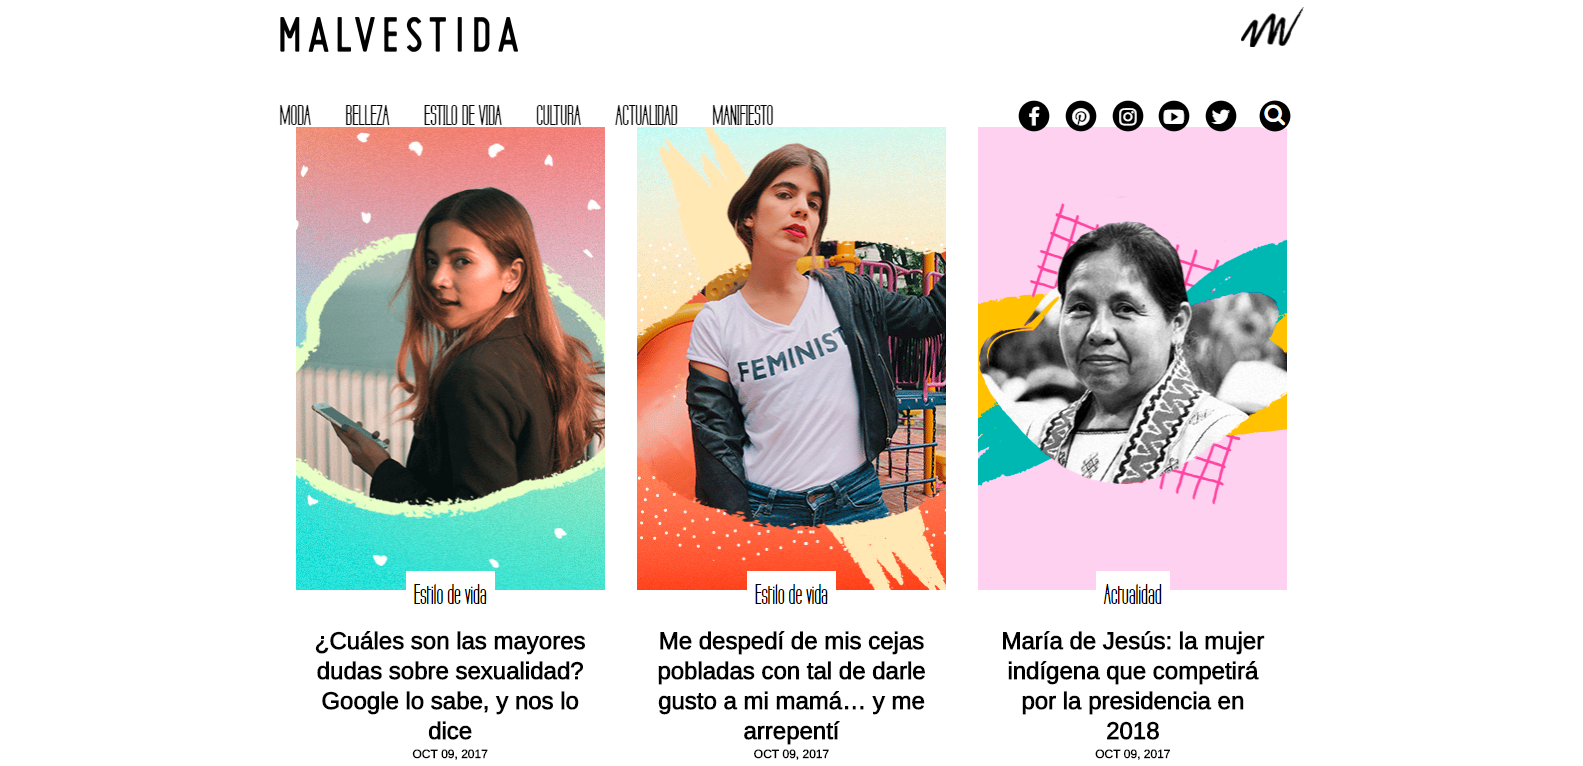 MALVESTIDA
MODA BELLEZA ESTILO DE VIDA CULTURA ACTUALIDAD MANIFIESTO
FEMINIST
Estilo de vida
¿Cuáles son las mayores
dudas sobre sexualidad?
Google lo sabe, y nos lo
dice
OCT 09, 2017
Estilo de vida
Me despedí de mis cejas
pobladas con tal de darle
gusto a mi mamá… y me
arrepentí
OCT 09, 2017
Actualidad
María de Jesús: la mujer
indígena que competirá
por la presidencia en
2018
OCT 09, 2017